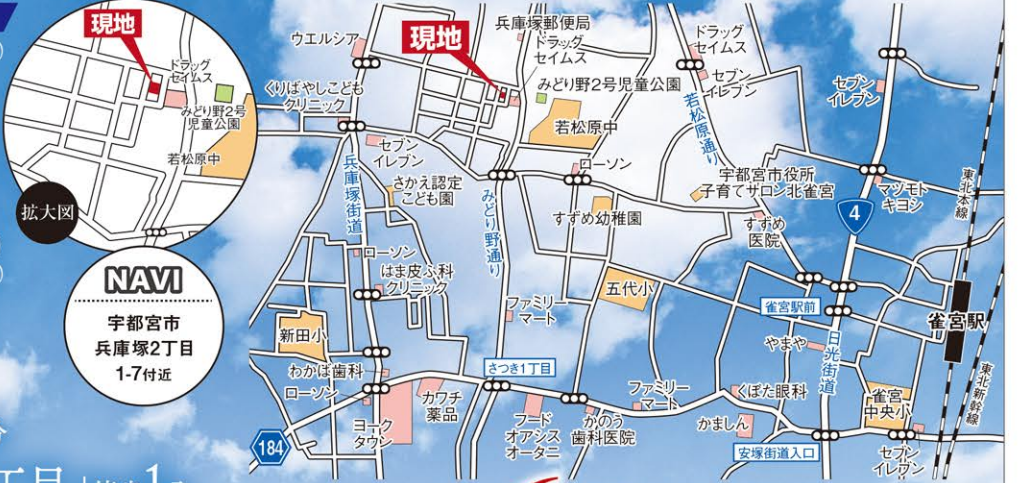 現地
ドラッグ
セイムス
みどり野2号
児童公園
若松原中
拡大図
NAVI
宇都宮市
兵庫塚2丁目
1-7付近
ウエルシア
現地
兵庫塚郵便局
ドラッグ
セイムス
みどり野2号児童公園
若松原中
ドラッグ
セイムス
セブン
イレブン
セブン
イレブン
くりばやしこども
クリニック
セブン
イレブン
兵庫塚街道
さかえ認定
こども園
みどり野通り
ローソン
すずめ幼稚園
若松原通り
宇都宮市役所
子育てサロン北雀宮
すずめ
医院
マツモト
キヨシ
4
東北本線
ローソン
はま皮ふ科
クリニック
ファミリー
マート
五代小
雀宮駅前
雀宮駅
やまや
日光街道
新田小
わかば歯科
ローソン
さつき1丁目
カワチ
薬品
ヨーク
タウン
フード
オアシス
オータニ
かのう
歯科医院
ファミリー
マート
くぼた眼科
かましん
安塚街道入口
雀宮
中央小
セブン
イレブン
東北新幹線
184